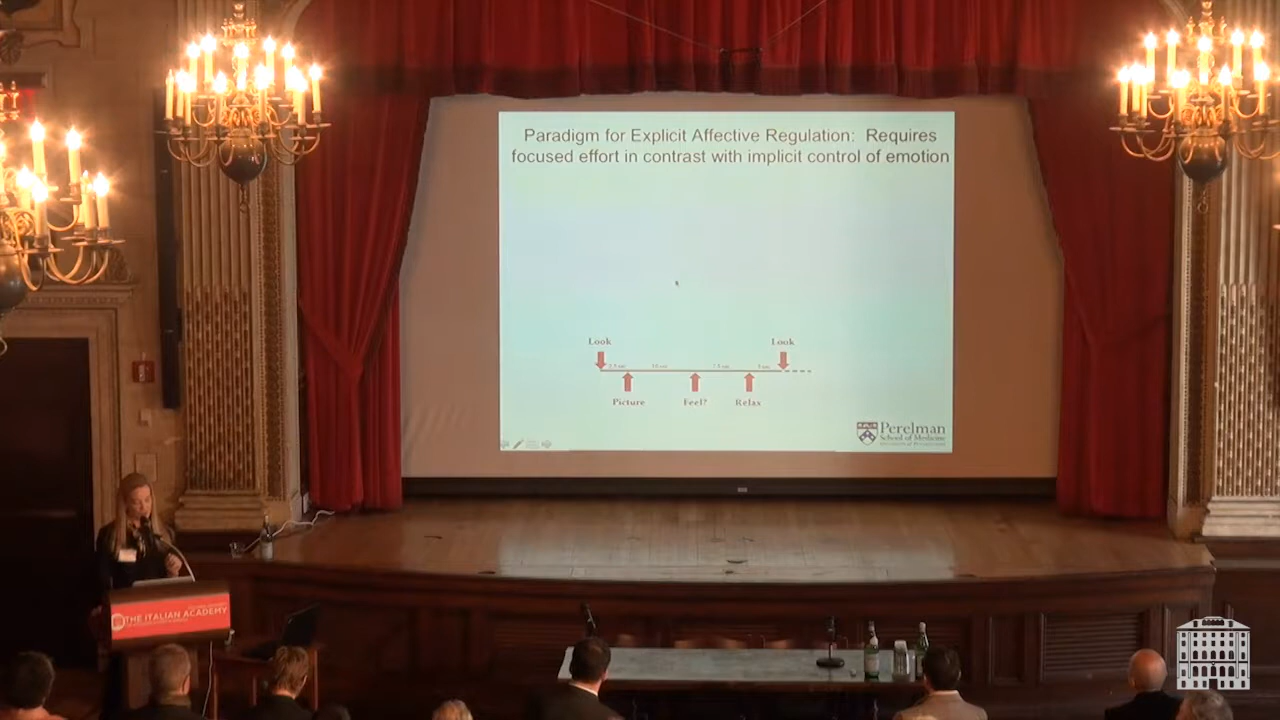 Paradigm for Explicit Affective Regulation: Requires
focused effort in contrast with implicit control of emotion
Look
Look
Picture
Feel?
Relax
Perelman
School of Medicine
THE ITALIAN ACADEMY